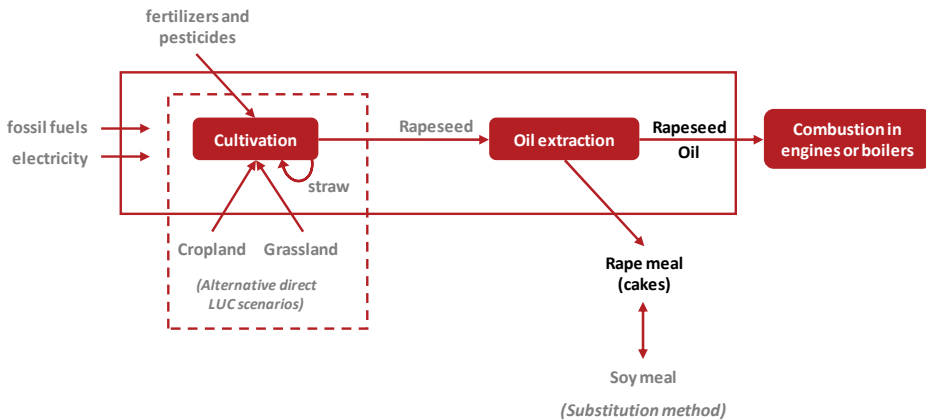 fertilizers and
pesticides
fossil fuels
electricity
Cultivation
Rapeseed
Oil extraction
Rapeseed
Oil
Combustion in
engines or boilers
straw
Cropland
Grassland
(Alternative direct
LUC scenarios)
Rape meal
(cakes)
Soy meal
(Substitution method)